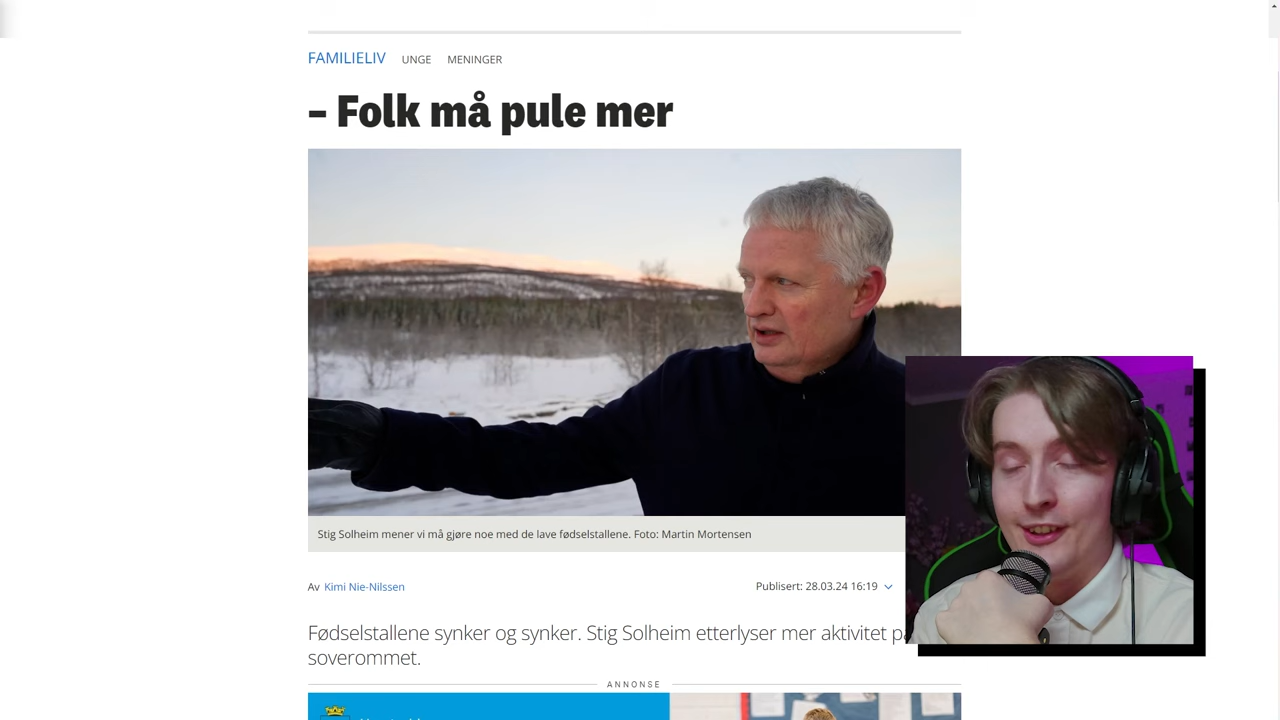 FAMILIELIV UNGE MENINGER
– Folk må pule mer
Stig Solheim mener vi må gjøre noe med de lave fødselstallene. Foto: Martin Mortensen
Av Kimi Nie-Nilssen Publisert: 28.03.24 16:19
Fødselstallene synker og synker. Stig Solheim etterlyser mer aktivitet
soverommet.
ANNONSE